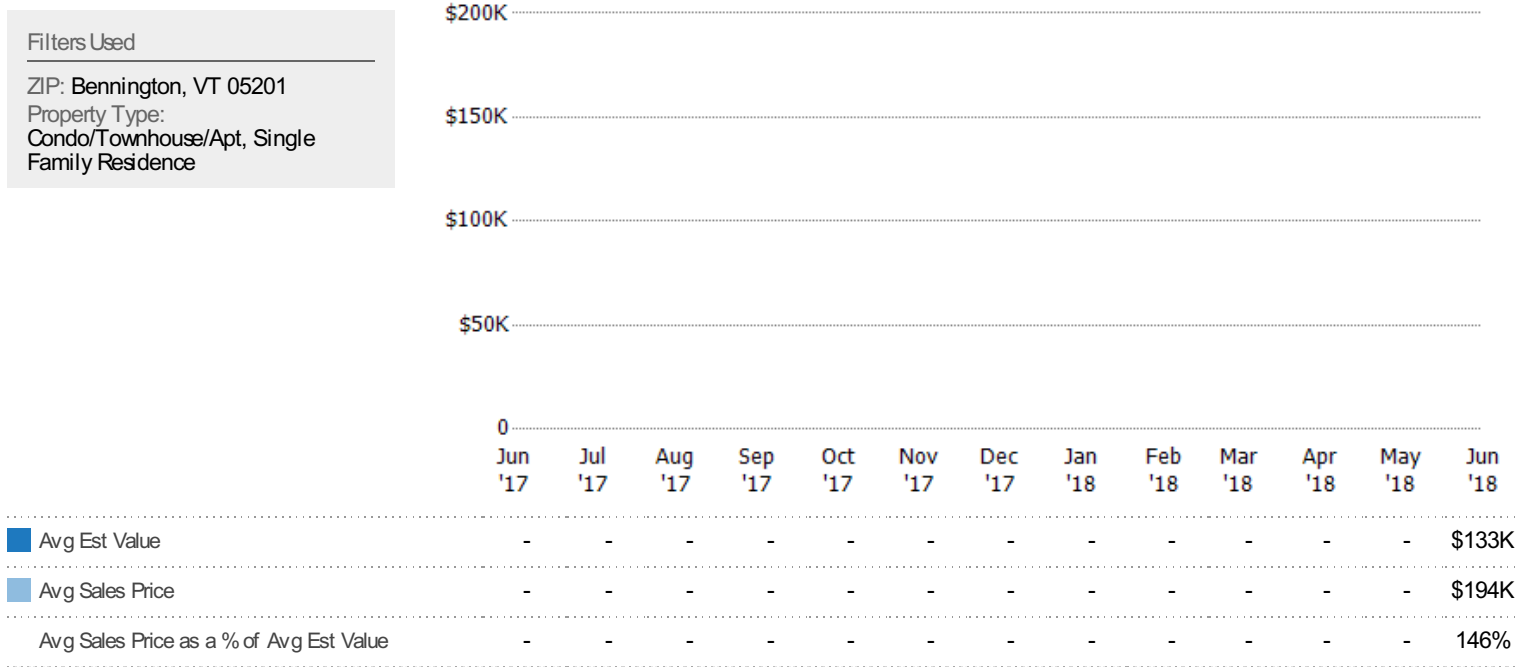 Filters Used
ZIP: Bennington, VT 05201
Property Type:
Condo/Townhouse/Apt, Single
Family Residence
$200K
$150K
$100K
$50K
0
Jun Jul Aug Sep Oct Nov Dec Jan Feb Mar Apr May Jun
'17 '17 '17 '17 '17 '17 '17 '18 '18 '18 '18 '18 '18
Avg Est Value - - - - - - - - - - - - $133K
Avg Sales Price - - - - - - - - - - - - $194K
Avg Sales Price as a % of Avg Est Value - - - - - - - - - - - - 146%